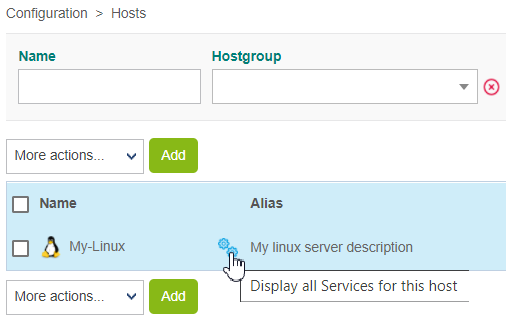 Configuration > Hosts
Name Hostgroup
More actions... Add
Name Alias
My-Linux My linux server description
Display all Services for this host
More actions... Add